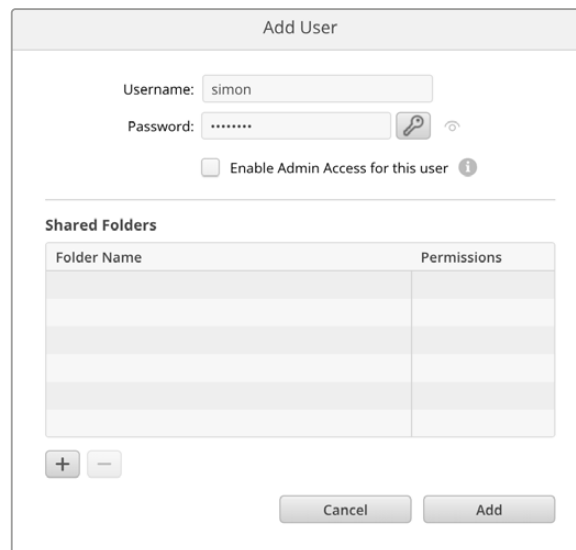 Add User
Username: simon
Password: ••••••••
Enable Admin Access for this user
Shared Folders
Folder Name Permissions
Cancel Add